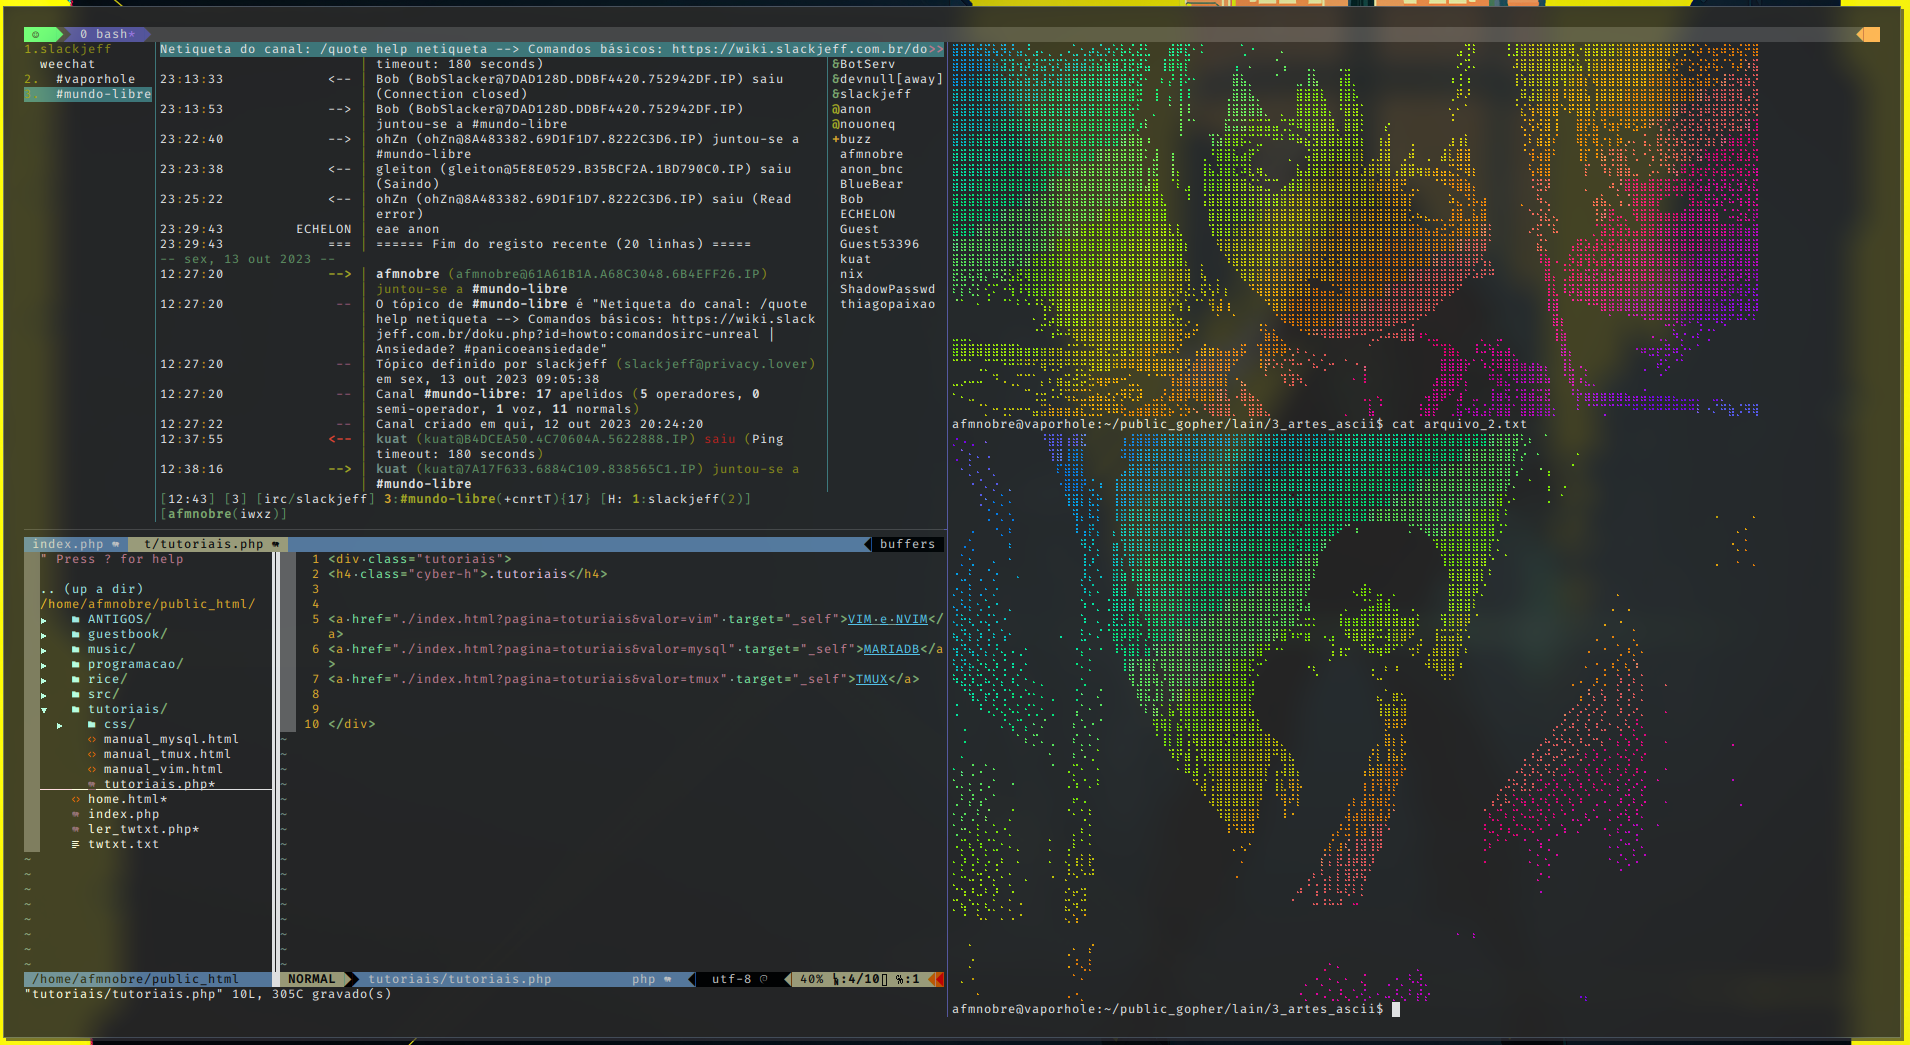 0 bash*
1.slackjeff
weechat
2. #vaporhole
3. #mundo-libre
Netiqueta do canal: /quote help netiqueta --> Comandos básicos: https://wiki.slackjeff.com.br/do>>
timeout: 180 seconds)
23:13:33 <-- Bob (BobSlacker@7DAD128D.DDBF4420.752942DF.IP) saiu
(Connection closed)
23:13:53 --> Bob (BobSlacker@7DAD128D.DDBF4420.752942DF.IP)
juntou-se a #mundo-libre
23:22:40 --> ohZn (ohZn@8A483382.69D1F1D7.8222C3D6.IP) juntou-se a
#mundo-libre
23:23:38 <-- gleiton (gleiton@5E8E0529.B35BCF2A.1BD790C0.IP) saiu
(Saindo)
23:25:22 <-- ohZn (ohZn@8A483382.69D1F1D7.8222C3D6.IP) saiu (Read
error)
23:29:43 ECHELON eae anon
23:29:43 === ====== Fim do registo recente (20 linhas) =====
-- sex, 13 out 2023 --
12:27:20 --> afmnobre (afmnobre@61A61B1A.A68C3048.6B4EFF26.IP)
juntou-se a #mundo-libre
12:27:20 -- O tópico de #mundo-libre é "Netiqueta do canal: /quote
help netiqueta --> Comandos básicos: https://wiki.slack
jeff.com.br/doku.php?id=howto:comandosirc-unreal |
Ansiedade? #panicoeansiedade"
12:27:20 -- Tópico definido por slackjeff (slackjeff@privacy.lover)
em sex, 13 out 2023 09:05:38
12:27:20 -- Canal #mundo-libre: 17 apelidos (5 operadores, 0
semi-operador, 1 voz, 11 normals)
12:27:22 -- Canal criado em qui, 12 out 2023 20:24:20
12:37:55 <-- kuat (kuat@B4DCEA50.4C70604A.5622888.IP) saiu (Ping
timeout: 180 seconds)
12:38:16 --> kuat (kuat@7A17F633.6884C109.838565C1.IP) juntou-se a
#mundo-libre
[12:43] [3] [irc/slackjeff] 3:#mundo-libre(+cnrtT){17} [H: 1:slackjeff(2)]
[afmnobre(iwxz)]
&BotServ
&devnull[away]
&slackjeff
@anon
@nouoneq
+buzz
afmnobre
anon_bnc
BlueBear
Bob
ECHELON
Guest
Guest53396
kuat
nix
ShadowPasswd
thiagopaixao
index.php t/tutoriais.php buffers
" Press ? for help
.. (up a dir)
/home/afmnobre/public_html/
ANTIGOS/
guestbook/
music/
programacao/
rice/
src/
tutoriais/
css/
manual_mysql.html
manual_tmux.html
manual_vim.html
tutoriais.php*
home.html*
index.php
ler_twtxt.php*
twtxt.txt
1 <div·class="tutoriais">
2 <h4·class="cyber-h">.tutoriais</h4>
3
4
5 <a·href="./index.html?pagina=toturiais&valor=vim"·target="_self">VIM·e·NVIM</
a>
6 <a·href="./index.html?pagina=toturiais&valor=mysql"·target="_self">MARIADB</a
>
7 <a·href="./index.html?pagina=toturiais&valor=tmux"·target="_self">TMUX</a>
8
9
10 </div>
/home/afmnobre/public_html NORMAL tutoriais/tutoriais.php php utf-8 40% :4/10 :1
"tutoriais/tutoriais.php" 10L, 305C gravado(s)
afmnobre@vaporhole:~/public_gopher/lain/3_artes_ascii$ cat arquivo_2.txt
afmnobre@vaporhole:~/public_gopher/lain/3_artes_ascii$